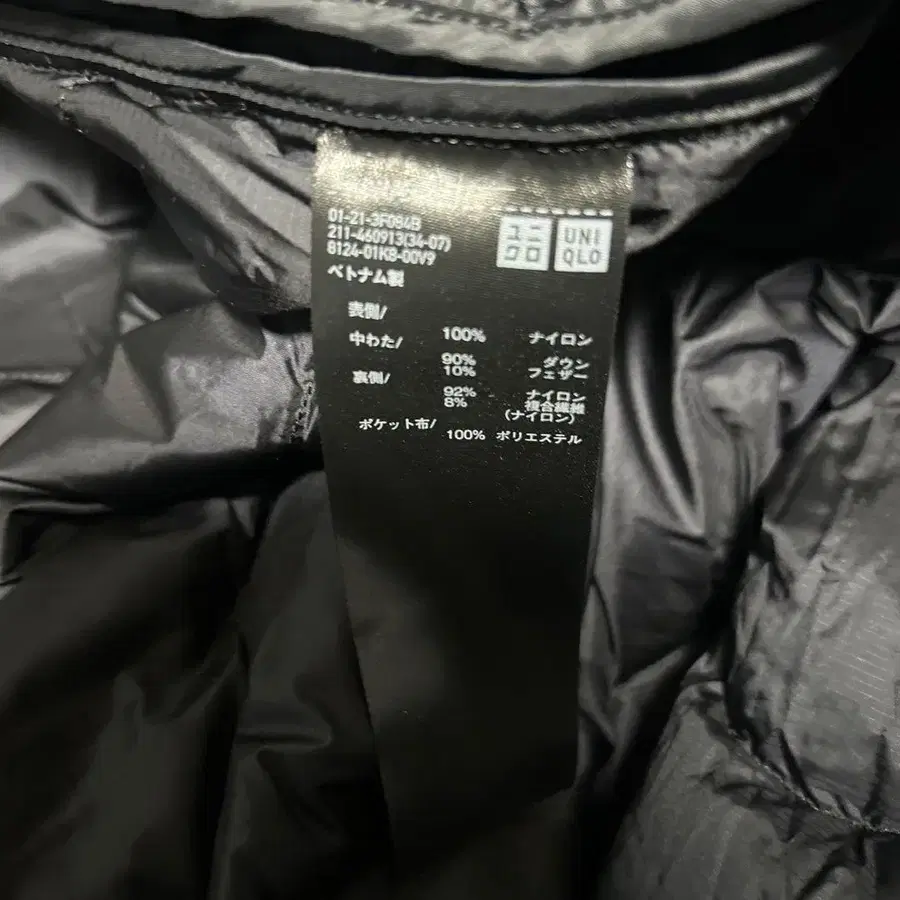 01-21-3F084B
211-460913(34-07)
8124-01K8-00V9
ユニクロ
UNIQLO
ベトナム製
表側/
100% ナイロン
中わた/
90% ダウン
10% フェザー
裏側/
92% ナイロン
8% 複合繊維
(ナイロン)
ポケット布/
100% ポリエステル